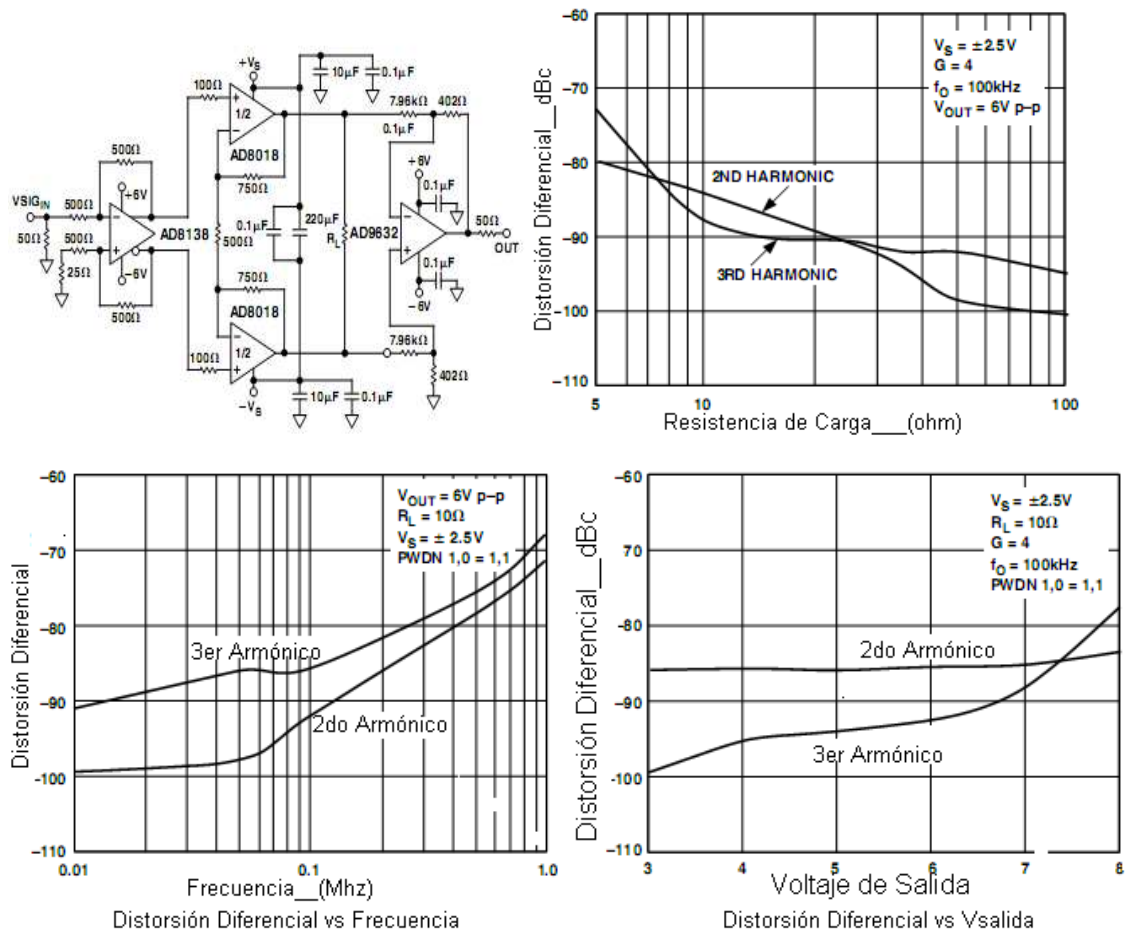 +VS
10µF
0.1µF
100Ω
1/2
AD8018
7.96kΩ
402Ω
0.1µF
500Ω
+6V
750Ω
VSIGIN
500Ω
500Ω
50Ω
25Ω
AD8138
-6V
500Ω
0.1µF
500Ω
220µF
RL
+6V
0.1µF
AD9632
50Ω
OUT
0.1µF
-6V
750Ω
AD8018
1/2
100Ω
7.96kΩ
402Ω
-VS
10µF
0.1µF
Distorsión Diferencial__dBc
-60
-70
-80
-90
-100
-110
VS = ±2.5V
G = 4
fO = 100kHz
VOUT = 6V p-p
2ND HARMONIC
3RD HARMONIC
5
10
100
Resistencia de Carga___(ohm)
Distorsión Diferencial
-60
-70
-80
-90
-100
-110
VOUT = 6V p-p
RL = 10Ω
VS = ± 2.5V
PWDN 1,0 = 1,1
3er Armónico
2do Armónico
0.01
0.1
1.0
Frecuencia__(Mhz)
Distorsión Diferencial vs Frecuencia
Distorsión Diferencial__dBc
-60
70
-80
-90
-100
-110
VS = ±2.5V
RL = 10Ω
G = 4
fO = 100kHz
PWDN 1,0 = 1,1
2do Armónico
3er Armónico
3
4
5
6
7
8
Voltaje de Salida
Distorsión Diferencial vs Vsalida